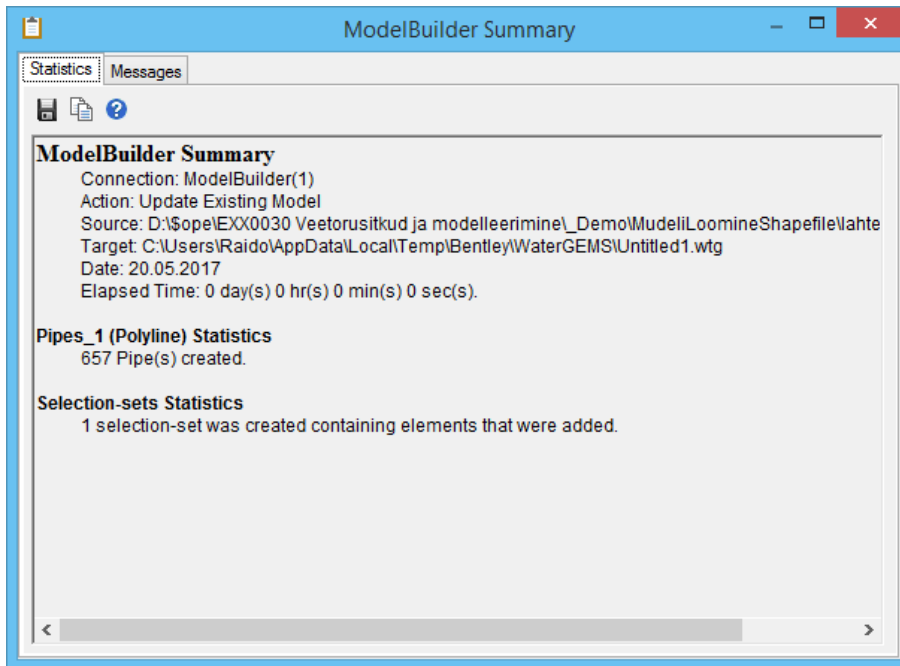 ModelBuilder Summary
Statistics
Messages
ModelBuilder Summary
Connection: ModelBuilder(1)
Action: Update Existing Model
Source: D:\$ope\EXX0030 Veetorusitkud ja modelleerimine\_Demo\MudeliLoomineShapefile\lahte
Target: C:\Users\Raido\AppData\Local\Temp\Bentley\WaterGEMS\Untitled1.wtg
Date: 20.05.2017
Elapsed Time: 0 day(s) 0 hr(s) 0 min(s) 0 sec(s).
Pipes_1 (Polyline) Statistics
657 Pipe(s) created.
Selection-sets Statistics
1 selection-set was created containing elements that were added.